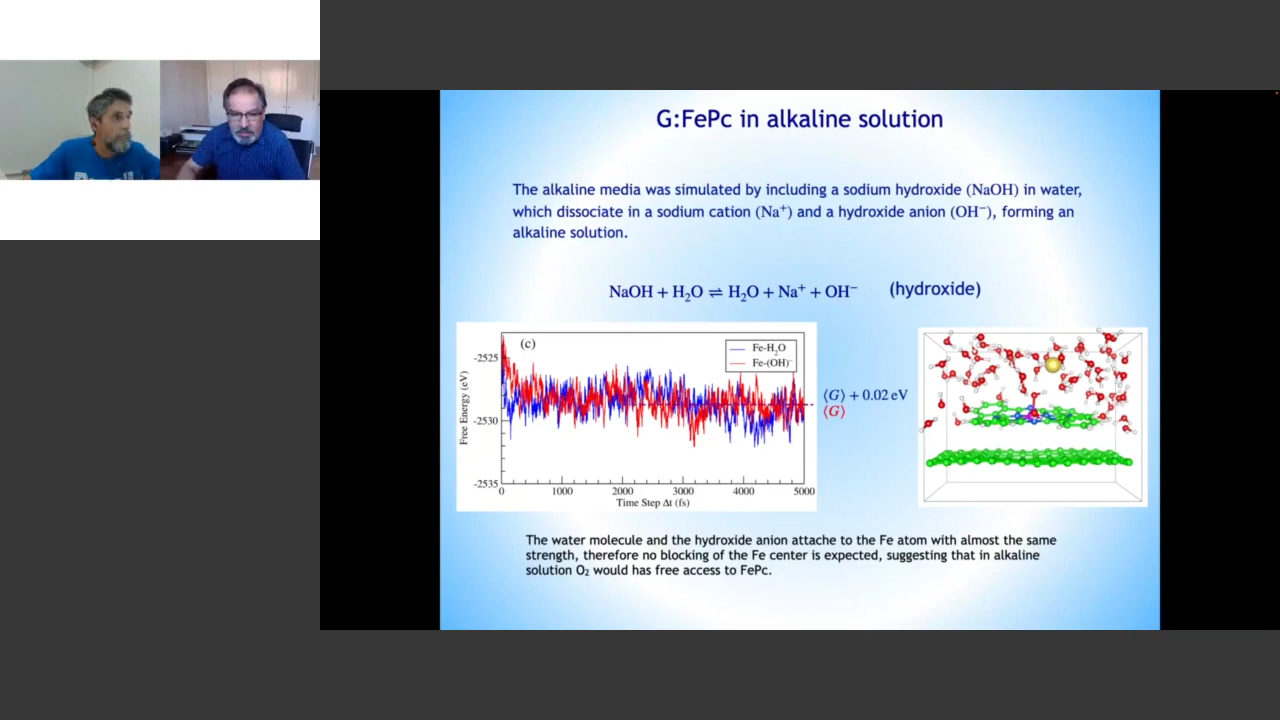 G:FePc in alkaline solution
The alkaline media was simulated by including a sodium hydroxide (NaOH) in water,
which dissociate in a sodium cation (Na⁺) and a hydroxide anion (OH⁻), forming an
alkaline solution.
NaOH + H₂O ⇌ H₂O + Na⁺ + OH⁻ (hydroxide)
(c)
Fe-H₂O
Fe-(OH)⁻
Free Energy (eV)
-2525
-2530
-2535
0 1000 2000 3000 4000 5000
Time Step Δt (fs)
⟨G⟩ + 0.02 eV
⟨G⟩
The water molecule and the hydroxide anion attache to the Fe atom with almost the same
strength, therefore no blocking of the Fe center is expected, suggesting that in alkaline
solution O₂ would has free access to FePc.